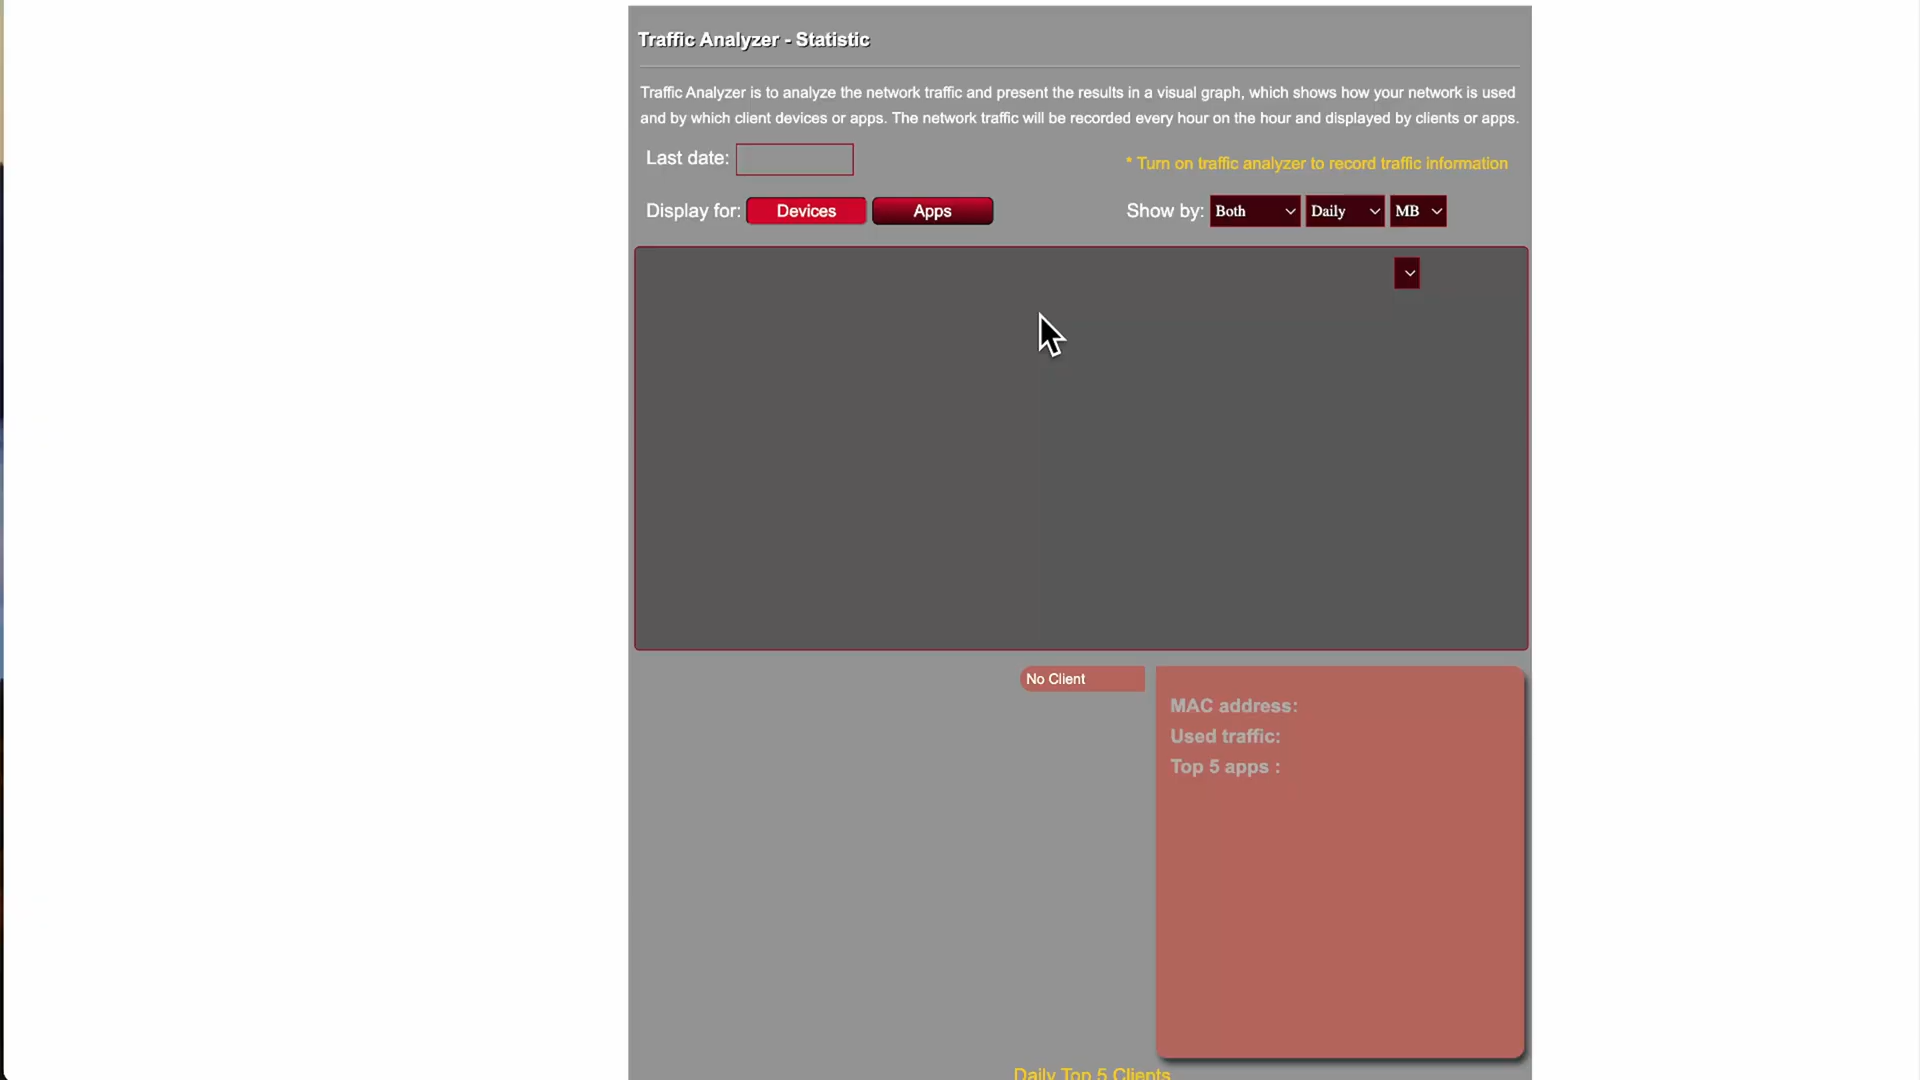 Traffic Analyzer - Statistic
Traffic Analyzer is to analyze the network traffic and present the results in a visual graph, which shows how your network is used
and by which client devices or apps. The network traffic will be recorded every hour on the hour and displayed by clients or apps.
Last date:
* Turn on traffic analyzer to record traffic information
Display for: Devices Apps
Show by: Both Daily MB
No Client
MAC address:
Used traffic:
Top 5 apps :
Daily Top 5 Clients